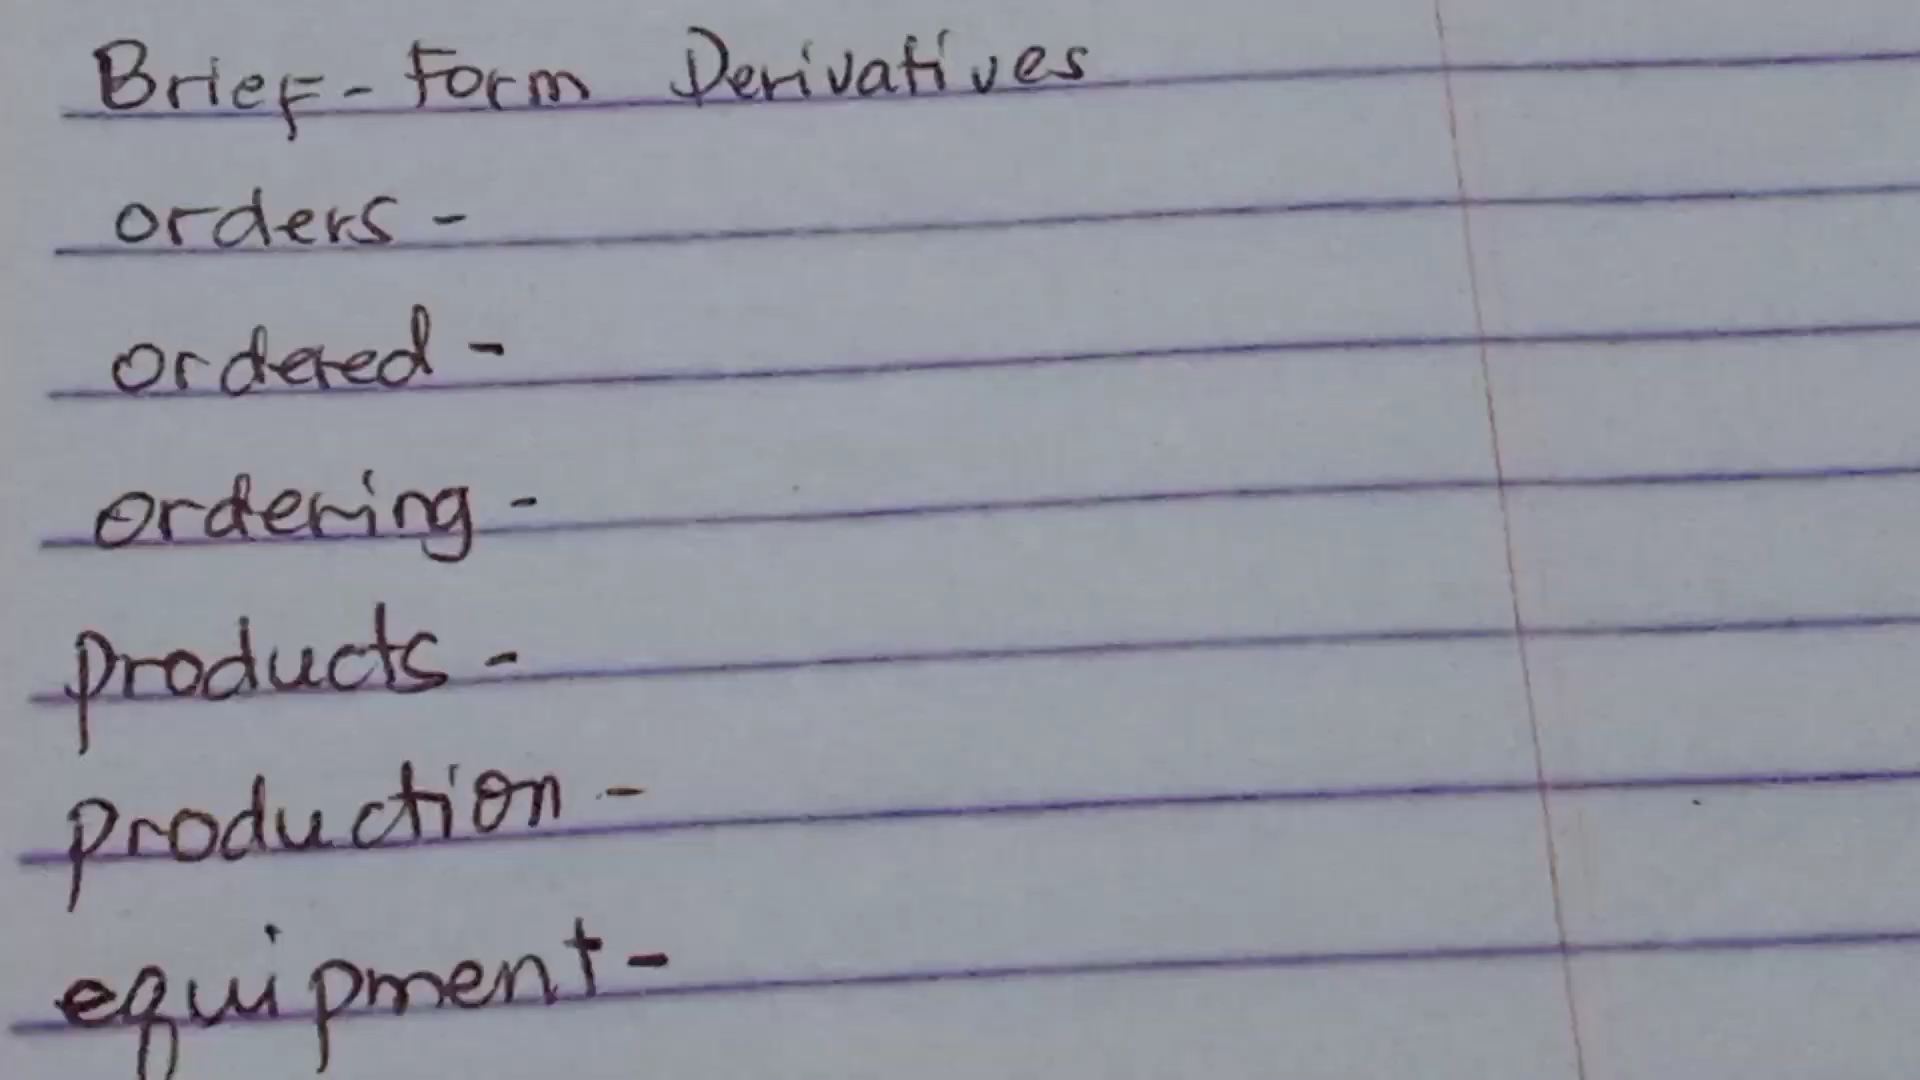 Brief-Form Derivatives
orders -
ordered -
ordering -
products -
production -
equipment -